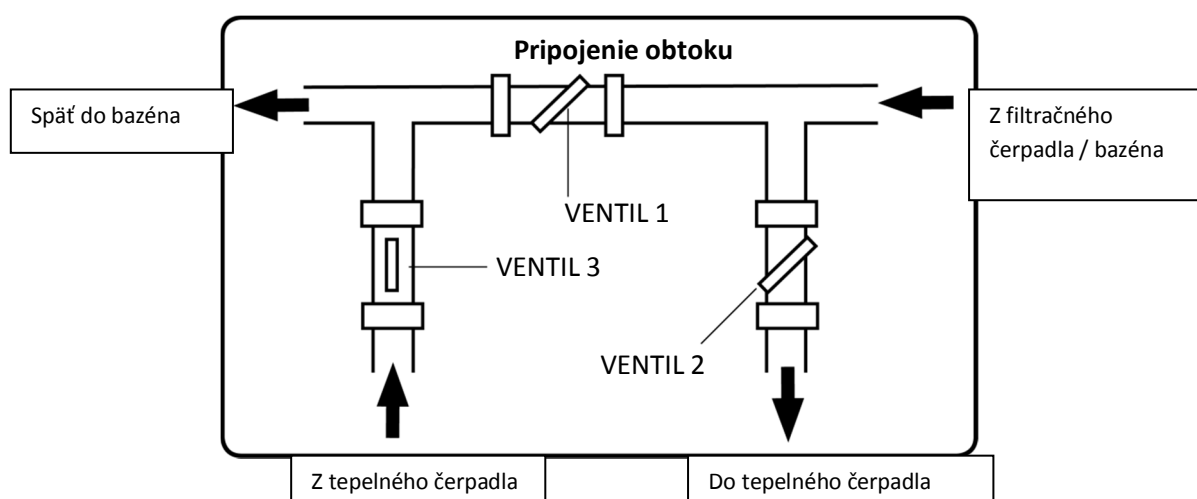 Pripojenie obtoku
Späť do bazéna
Z filtračného
čerpadla / bazéna
VENTIL 1
VENTIL 3
VENTIL 2
Z tepelného čerpadla
Do tepelného čerpadla